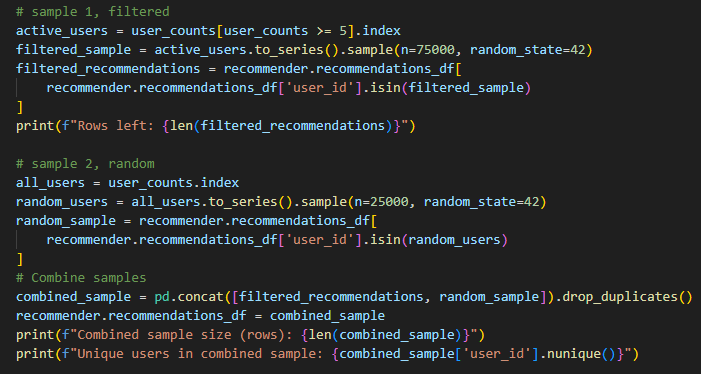 # sample 1, filtered
active_users = user_counts[user_counts >= 5].index
filtered_sample = active_users.to_series().sample(n=75000, random_state=42)
filtered_recommendations = recommender.recommendations_df[
    recommender.recommendations_df['user_id'].isin(filtered_sample)
]
print(f"Rows left: {len(filtered_recommendations)}")

# sample 2, random
all_users = user_counts.index
random_users = all_users.to_series().sample(n=25000, random_state=42)
random_sample = recommender.recommendations_df[
    recommender.recommendations_df['user_id'].isin(random_users)
]
# Combine samples
combined_sample = pd.concat([filtered_recommendations, random_sample]).drop_duplicates()
recommender.recommendations_df = combined_sample
print(f"Combined sample size (rows): {len(combined_sample)}")
print(f"Unique users in combined sample: {combined_sample['user_id'].nunique()}")